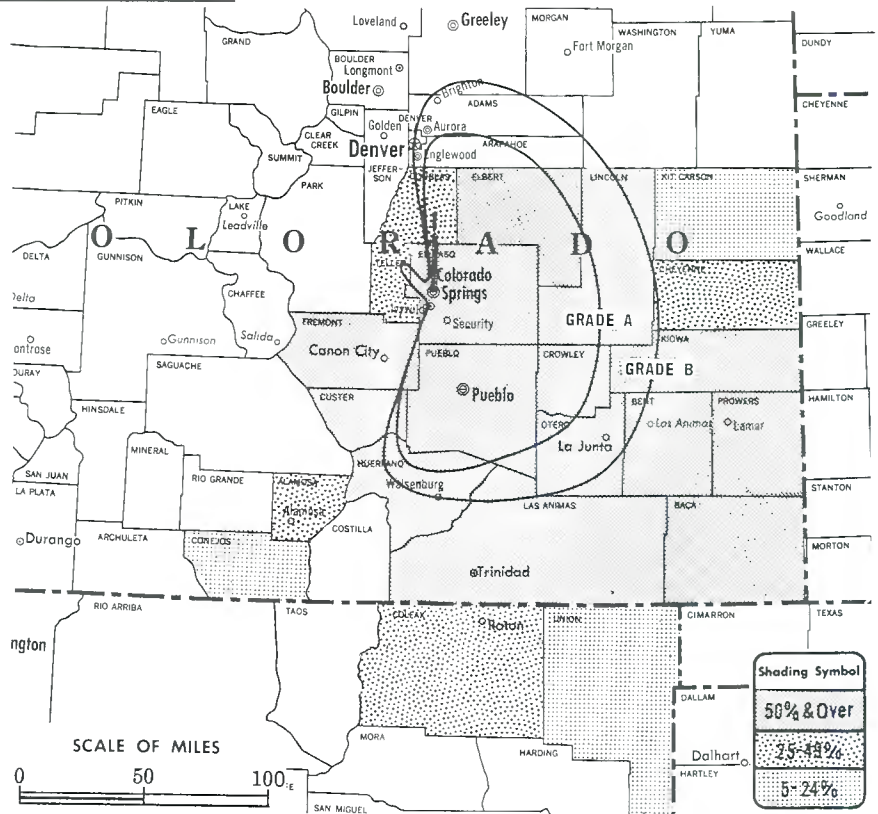 Loveland
Greeley
MORGAN
WASHINGTON
YUMA
DUNDY
GRAND
BOULDER
Longmont
Boulder
Fort Morgan
Brighton
ADAMS
CHEYENNE
EAGLE
GILPIN
CLEAR
CREEK
Golden
DENVER
Aurora
Denver
Englewood
ARAPAHOE
SUMMIT
JEFFER-
SON
PARK
ELBERT
LINCOLN
KIT CARSON
SHERMAN
Goodland
PITKIN
LAKE
Leadville
O L O R A D O
DELTA
GUNNISON
TELLER
EL PASO
WALLACE
CHEYENNE
Delta
CHAFFEE
Colorado
Springs
Security
GRADE A
GREELEY
ontrose
Gunnison
Salida
FREMONT
Canon City
PUEBLO
CROWLEY
KIOWA
GRADE B
OURAY
SAGUACHE
HINSDALE
CUSTER
Pueblo
BENT
PROWERS
HAMILTON
OTERO
La Junta
Las Animas
Lamar
MINERAL
SAN JUAN
LA PLATA
RIO GRANDE
ALAMOSA
Alamosa
HUERFANO
Walsenburg
STANTON
LAS ANIMAS
BACA
COSTILLA
Durango
ARCHULETA
CONEJOS
MORTON
Trinidad
RIO ARRIBA
TAOS
COLFAX
Raton
UNION
CIMARRON
TEXAS
ngton
Shading Symbol
50% & Over
25-49%
5-24%
DALLAM
MORA
HARDING
Dalhart
HARTLEY
SAN MIGUEL
SCALE OF MILES
0 50 100